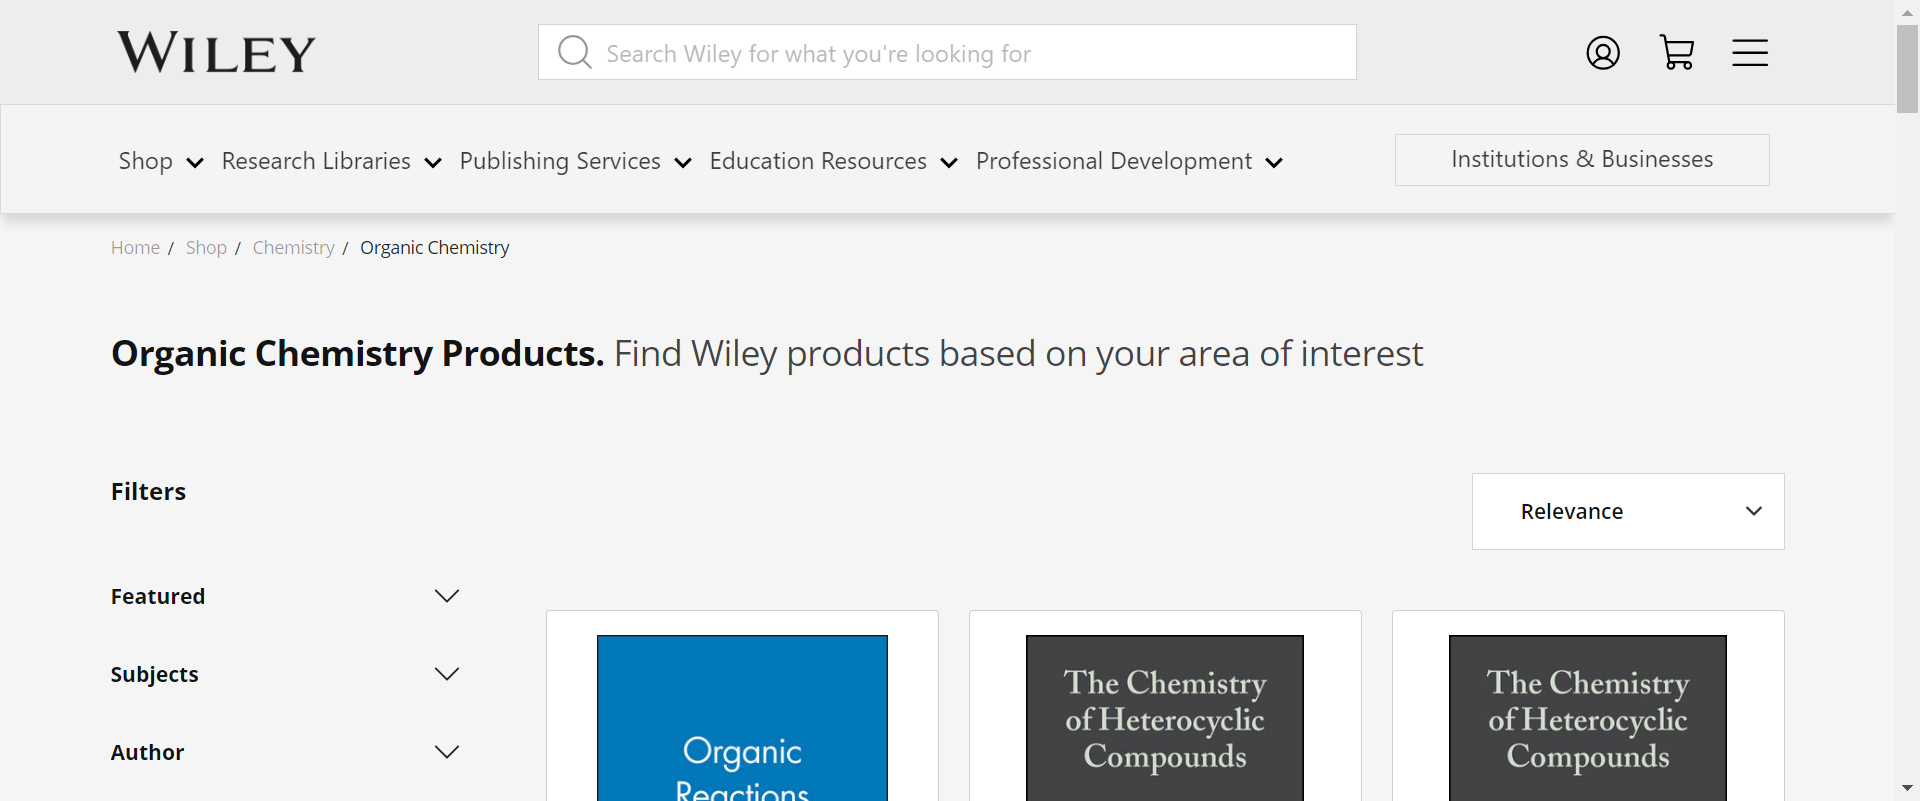 WILEY
Search Wiley for what you're looking for
Shop Research Libraries Publishing Services Education Resources Professional Development Institutions & Businesses
Home / Shop / Chemistry / Organic Chemistry
Organic Chemistry Products. Find Wiley products based on your area of interest
Filters
Relevance
Featured
Subjects
Author
Organic
Reactions
The Chemistry
of Heterocyclic
Compounds
The Chemistry
of Heterocyclic
Compounds